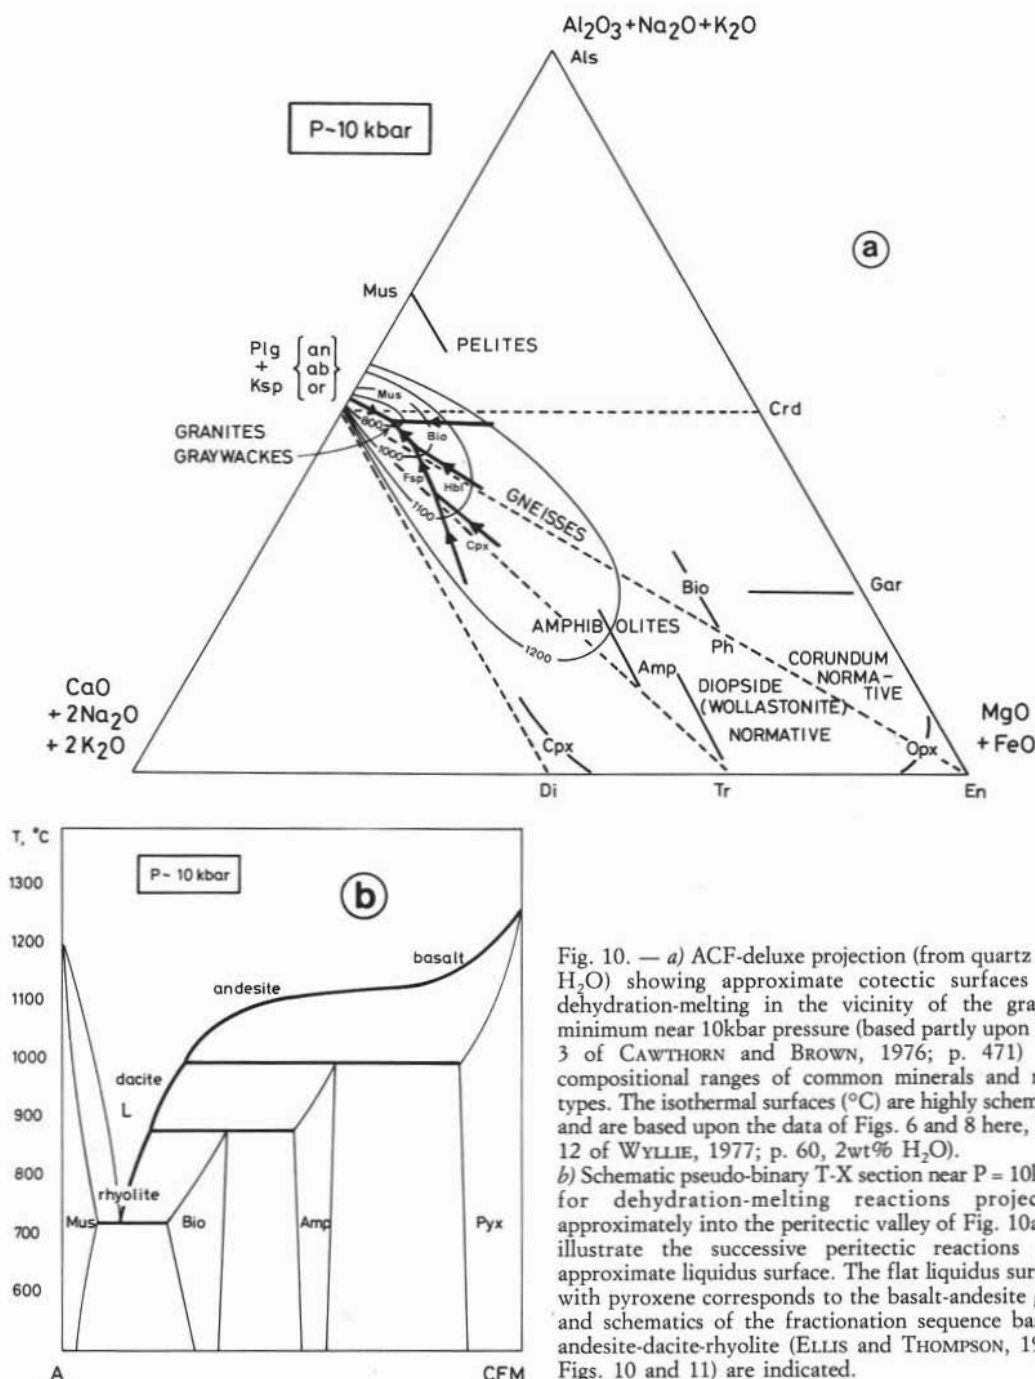 Al₂O₃+Na₂O+K₂O
Als
P~10 kbar
a
Mus
PELITES
Plg + Ksp { an ab or }
Mus
Crd
GRANITES
GRAYWACKES
800
Bio
1000
Fsp
Hbl
GNEISSES
1100
Cpx
Bio
Gar
AMPHIBOLITES
Ph
1200
CORUNDUM NORMA-TIVE
Amp
DIOPSIDE
(WOLLASTONITE)
NORMATIVE
CaO
+ 2Na₂O
+ 2K₂O
MgO
+ FeO
Cpx
Opx
Di
Tr
En
T, °C
P~ 10 kbar
b
1300
1200
1100
1000
900
800
700
600
basalt
andesite
dacite
L
rhyolite
Mus
Bio
Amp
Pyx
A
CFM
Fig. 10. — a) ACF-deluxe projection (from quartz
H₂O) showing approximate cotectic surfaces
dehydration-melting in the vicinity of the
minimum near 10kbar pressure (based partly upon
3 of CAWTHORN and BROWN, 1976; p. 471)
compositional ranges of common minerals and
types. The isothermal surfaces (°C) are highly
and are based upon the data of Figs. 6 and 8 here,
12 of WYLLIE, 1977; p. 60, 2wt% H₂O).
b) Schematic pseudo-binary T-X section near P =
for dehydration-melting reactions
approximately into the peritectic valley of Fig.
illustrate the successive peritectic reactions
approximate liquidus surface. The flat liquidus
with pyroxene corresponds to the basalt-andesite
and schematics of the fractionation sequence
andesite-dacite-rhyolite (ELLIS and THOMPSON,
Figs. 10 and 11) are indicated.